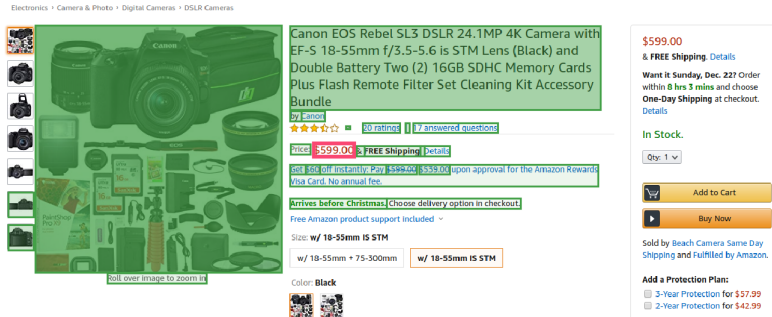 Electronics › Camera & Photo › Digital Cameras › DSLR Cameras
Canon EOS Rebel SL3 DSLR 24.1MP 4K Camera with
EF-S 18-55mm f/3.5-5.6 is STM Lens (Black) and
Double Battery Two (2) 16GB SDHC Memory Cards
Plus Flash Remote Filter Set Cleaning Kit Accessory
Bundle
by Canon
20 ratings | 17 answered questions
Price: $599.00 & FREE Shipping. Details
Get $60 off instantly: Pay $599.00 $539.00 upon approval for the Amazon Rewards
Visa Card. No annual fee.
Arrives before Christmas. Choose delivery option in checkout.
Free Amazon product support included
Size: w/ 18-55mm IS STM
w/ 18-55mm + 75-300mm
w/ 18-55mm IS STM
Color: Black
Canon
Roll over image to zoom in
$599.00
& FREE Shipping. Details
Want it Sunday, Dec. 22? Order
within 8 hrs 3 mins and choose
One-Day Shipping at checkout.
Details
In Stock.
Qty: 1
Add to Cart
Buy Now
Sold by Beach Camera Same Day
Shipping and Fulfilled by Amazon.
Add a Protection Plan:
3-Year Protection for $57.99
2-Year Protection for $42.99